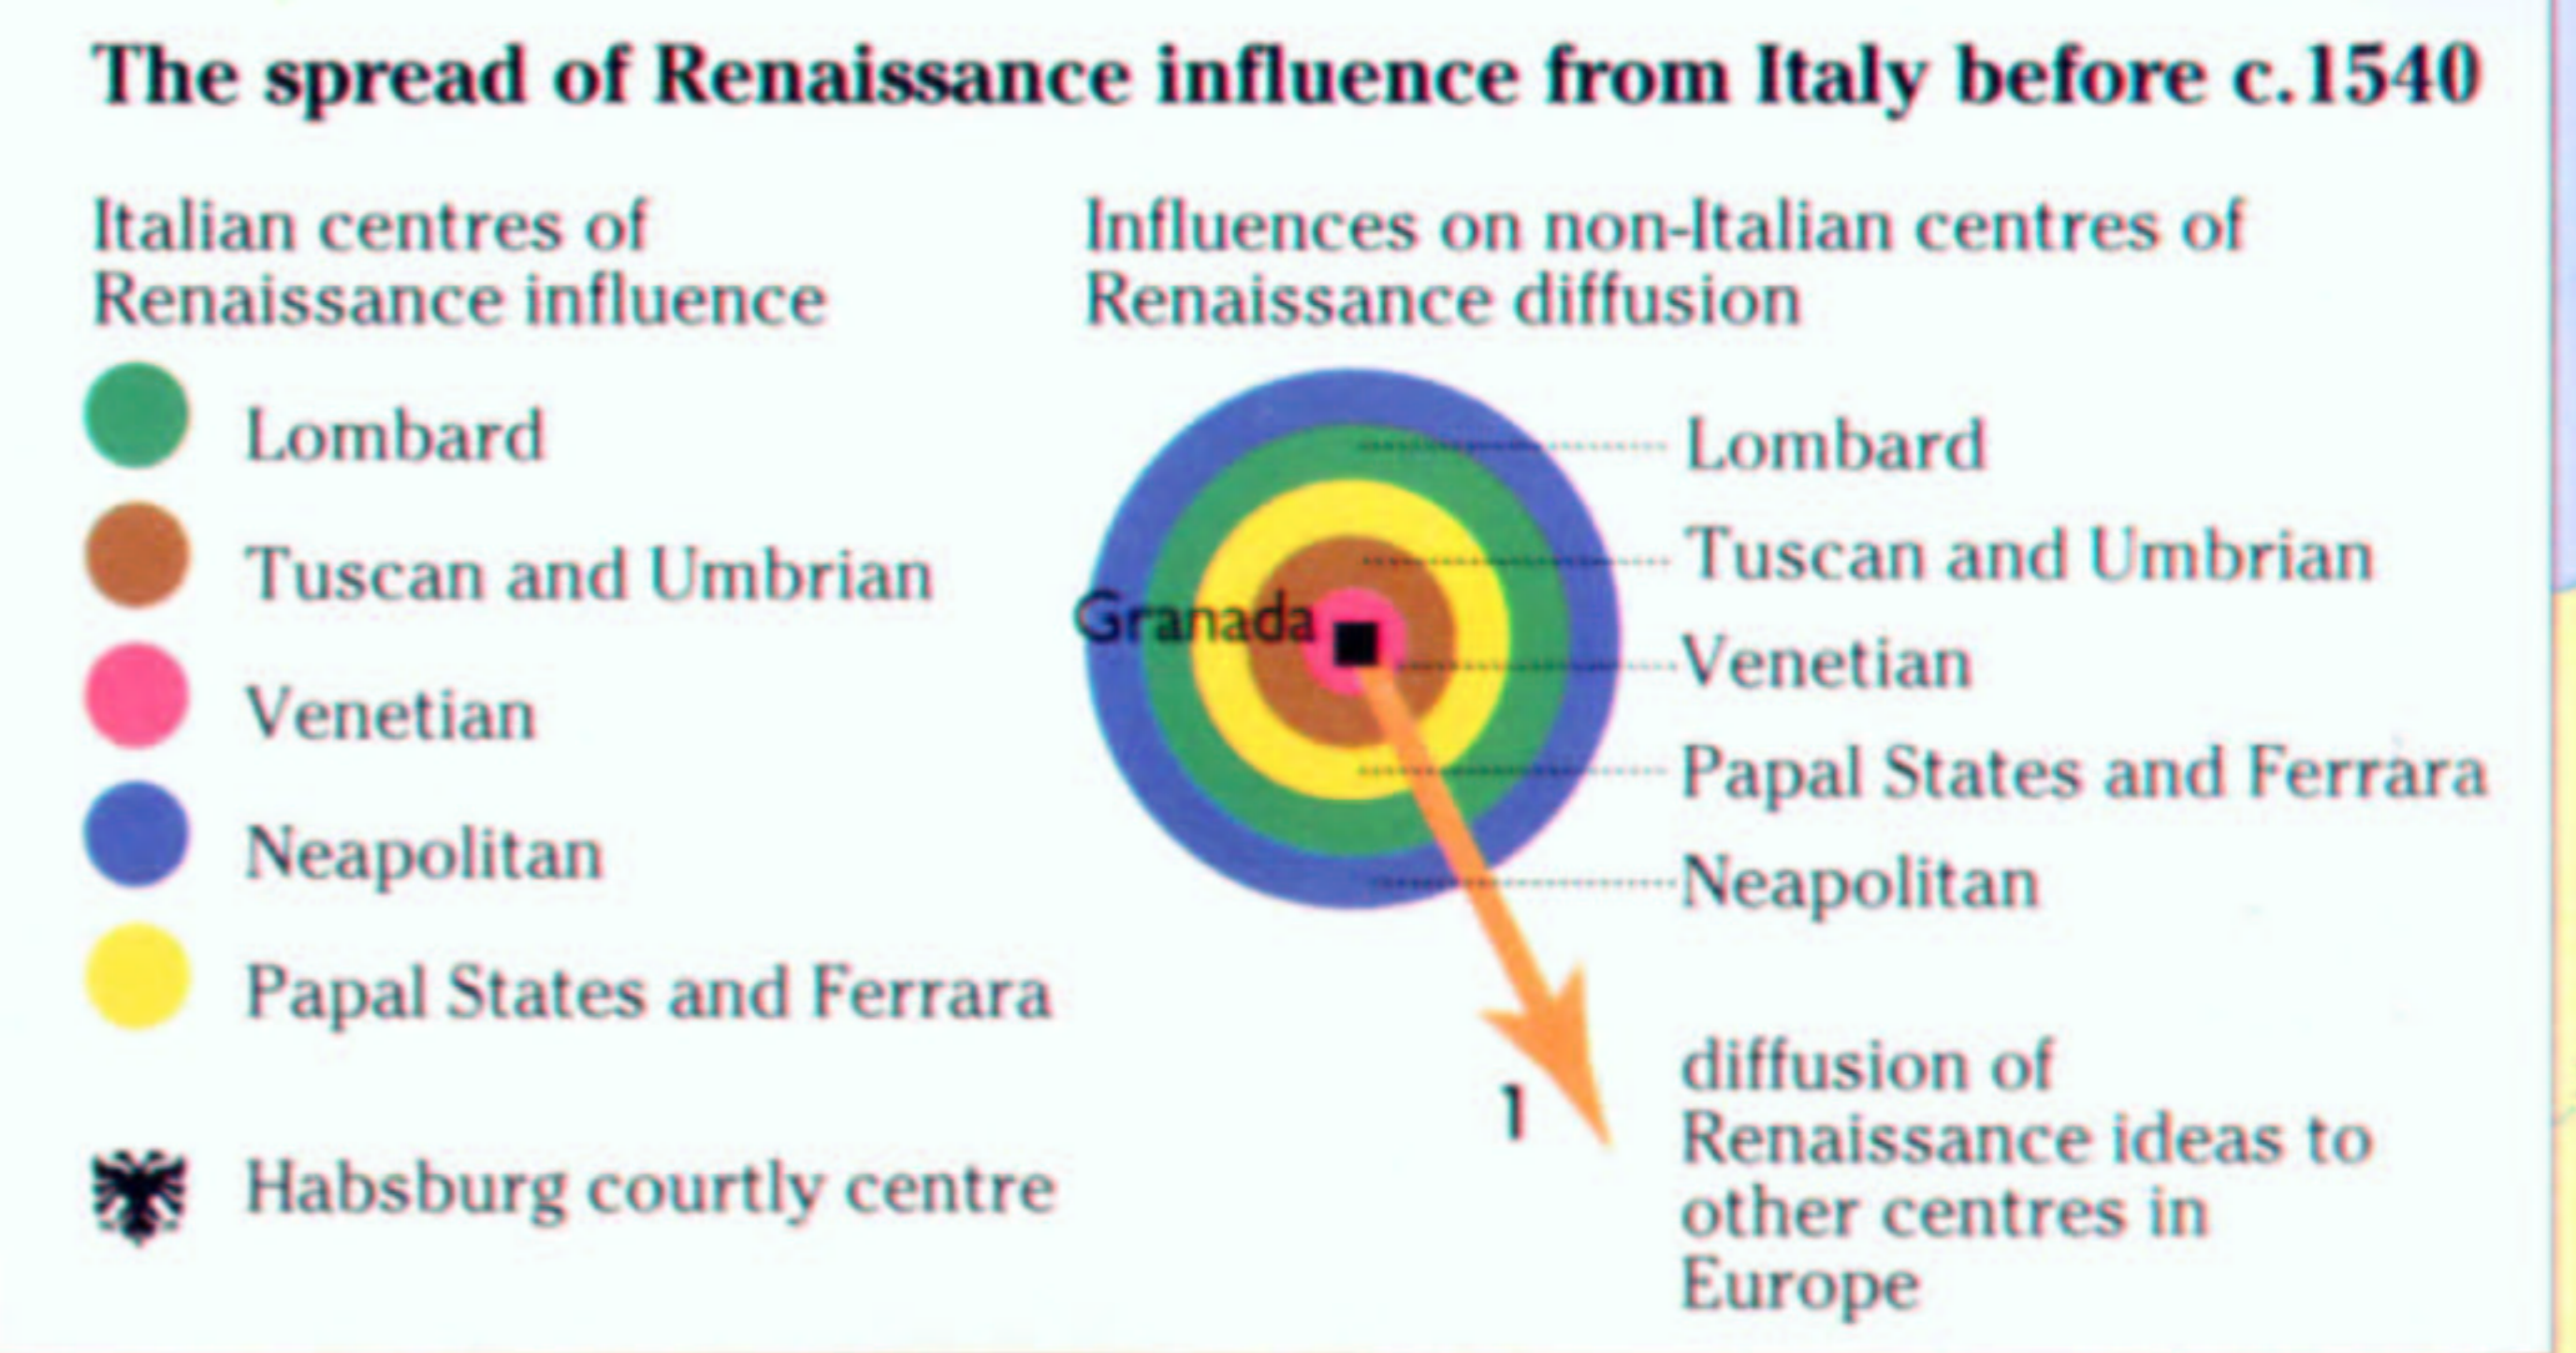 The spread of Renaissance influence from Italy before c.1540
Italian centres of
Renaissance influence
Lombard
Tuscan and Umbrian
Venetian
Neapolitan
Papal States and Ferrara
Habsburg courtly centre
Influences on non-Italian centres of
Renaissance diffusion
Granada
Lombard
Tuscan and Umbrian
Venetian
Papal States and Ferrara
Neapolitan
1
diffusion of
Renaissance ideas to
other centres in
Europe